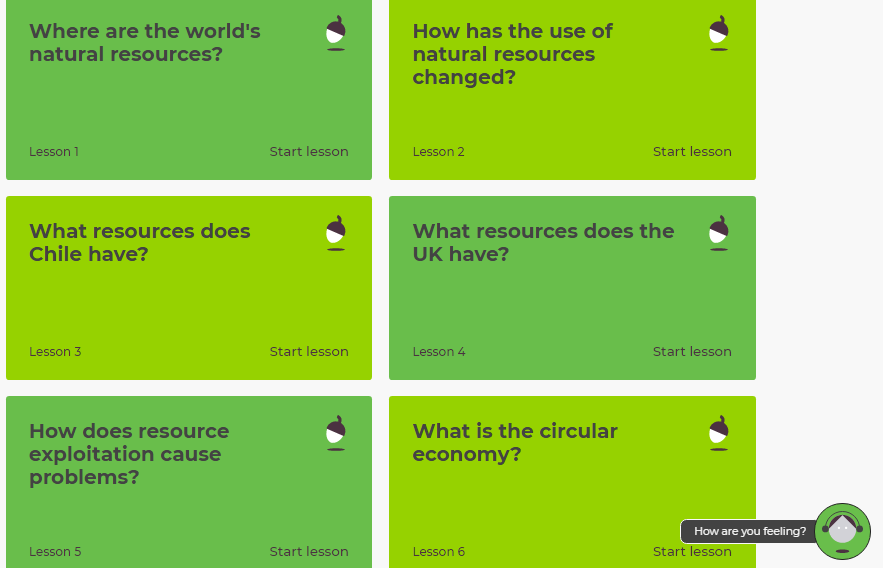 Where are the world's
natural resources?
Lesson 1
Start lesson
How has the use of
natural resources
changed?
Lesson 2
Start lesson
What resources does
Chile have?
Lesson 3
Start lesson
What resources does the
UK have?
Lesson 4
Start lesson
How does resource
exploitation cause
problems?
Lesson 5
Start lesson
What is the circular
economy?
Lesson 6
Start lesson
How are you feeling?